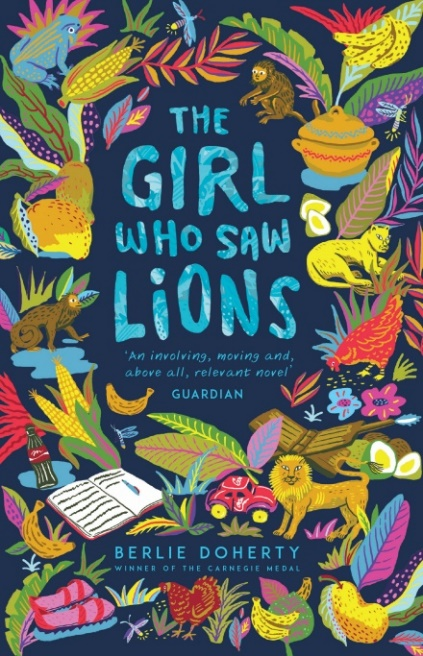 THE
GIRL
WHO SAW
LiONS
'An involving, moving and,
above all, relevant novel'
GUARDIAN
BERLIE DOHERTY
WINNER OF THE CARNEGIE MEDAL